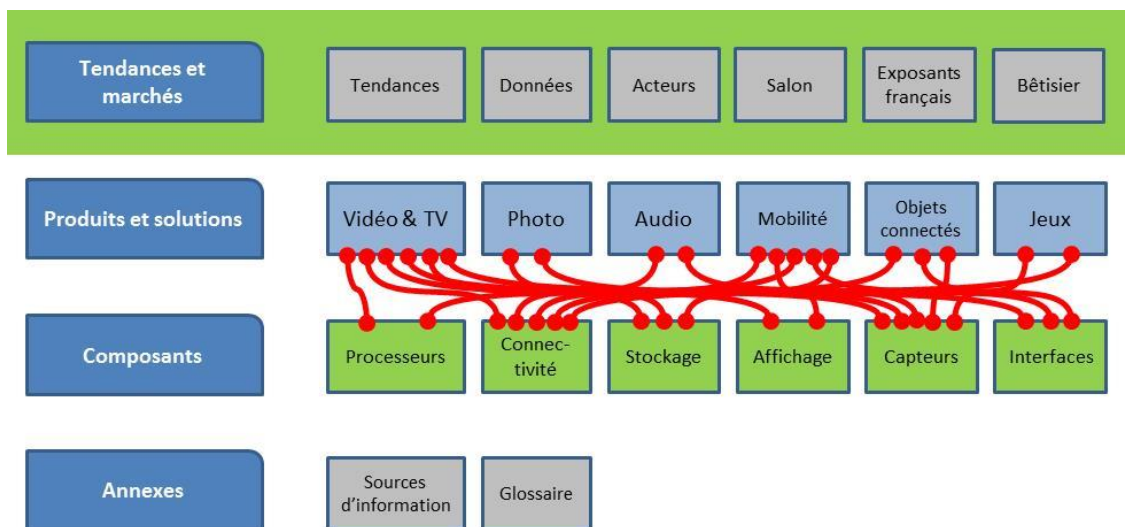 Tendances et
marchés
Tendances
Données
Acteurs
Salon
Exposants
français
Bêtisier
Produits et solutions
Vidéo & TV
Photo
Audio
Mobilité
Objets
connectés
Jeux
Composants
Processeurs
Connec-
tivité
Stockage
Affichage
Capteurs
Interfaces
Annexes
Sources
d’information
Glossaire